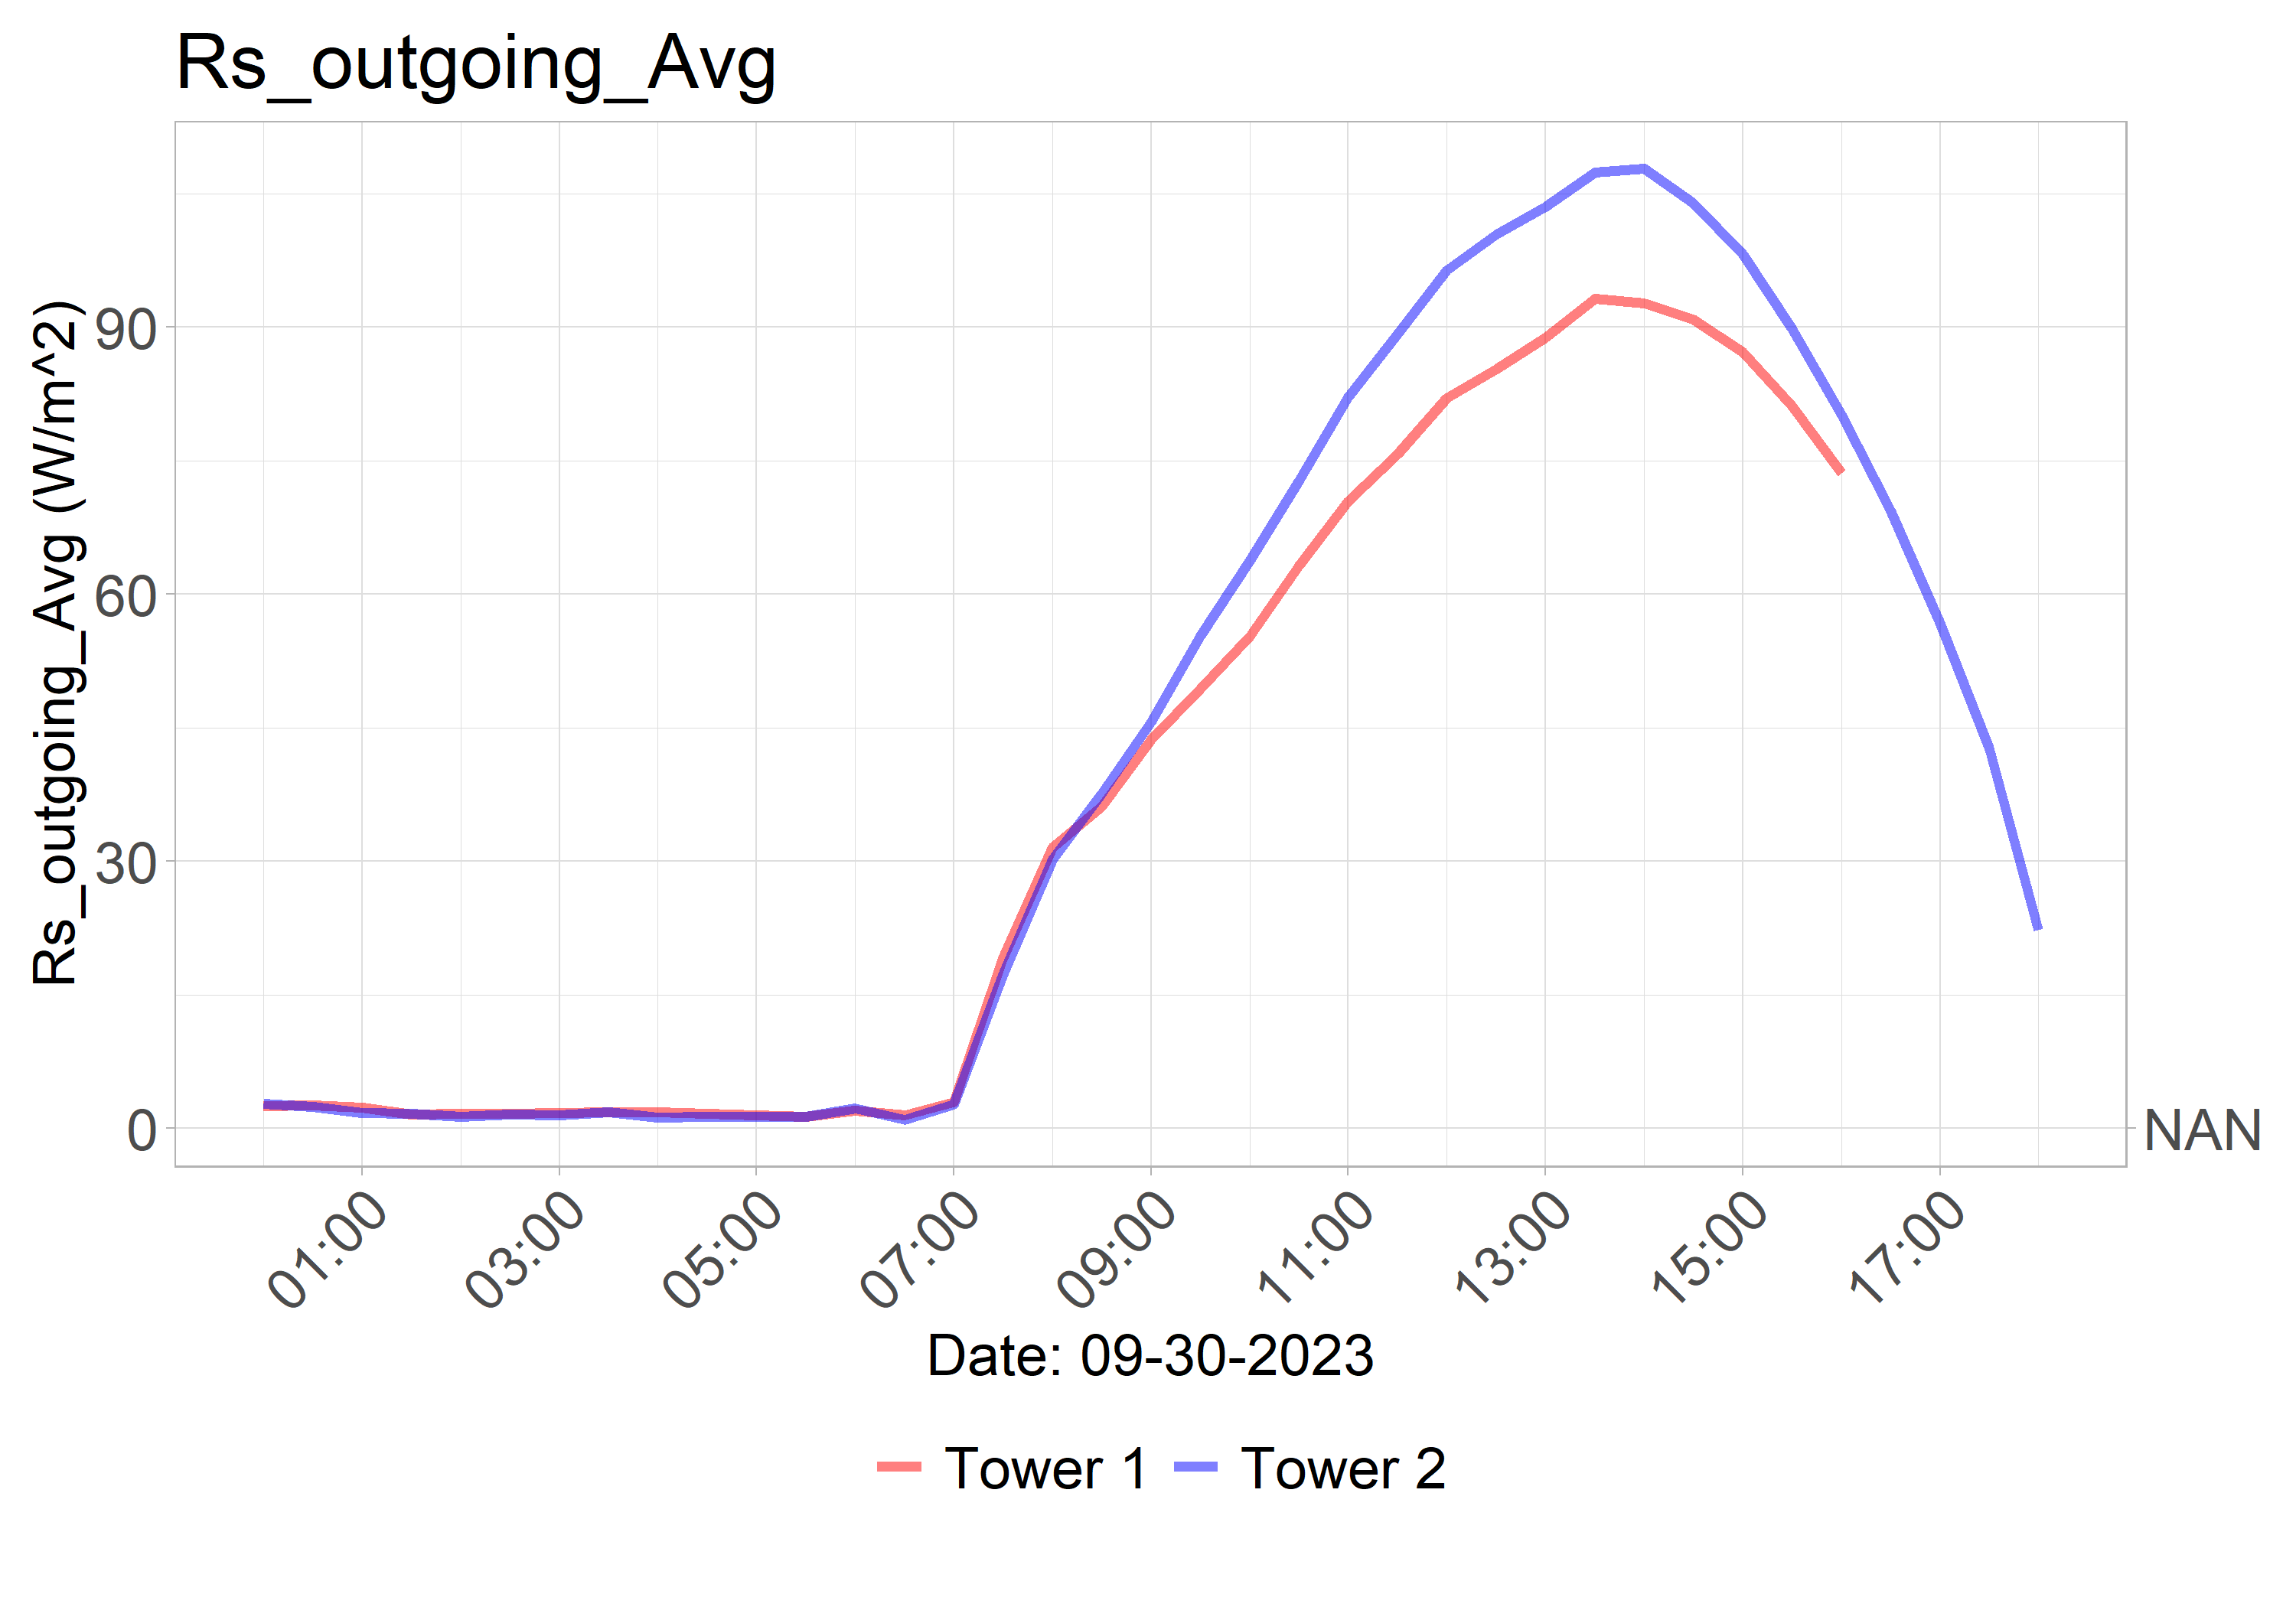 Rs_outgoing_Avg
Rs_outgoing_Avg (W/m^2)
90
60
30
0
NAN
01:00
03:00
05:00
07:00
09:00
11:00
13:00
15:00
17:00
Date: 09-30-2023
Tower 1
Tower 2